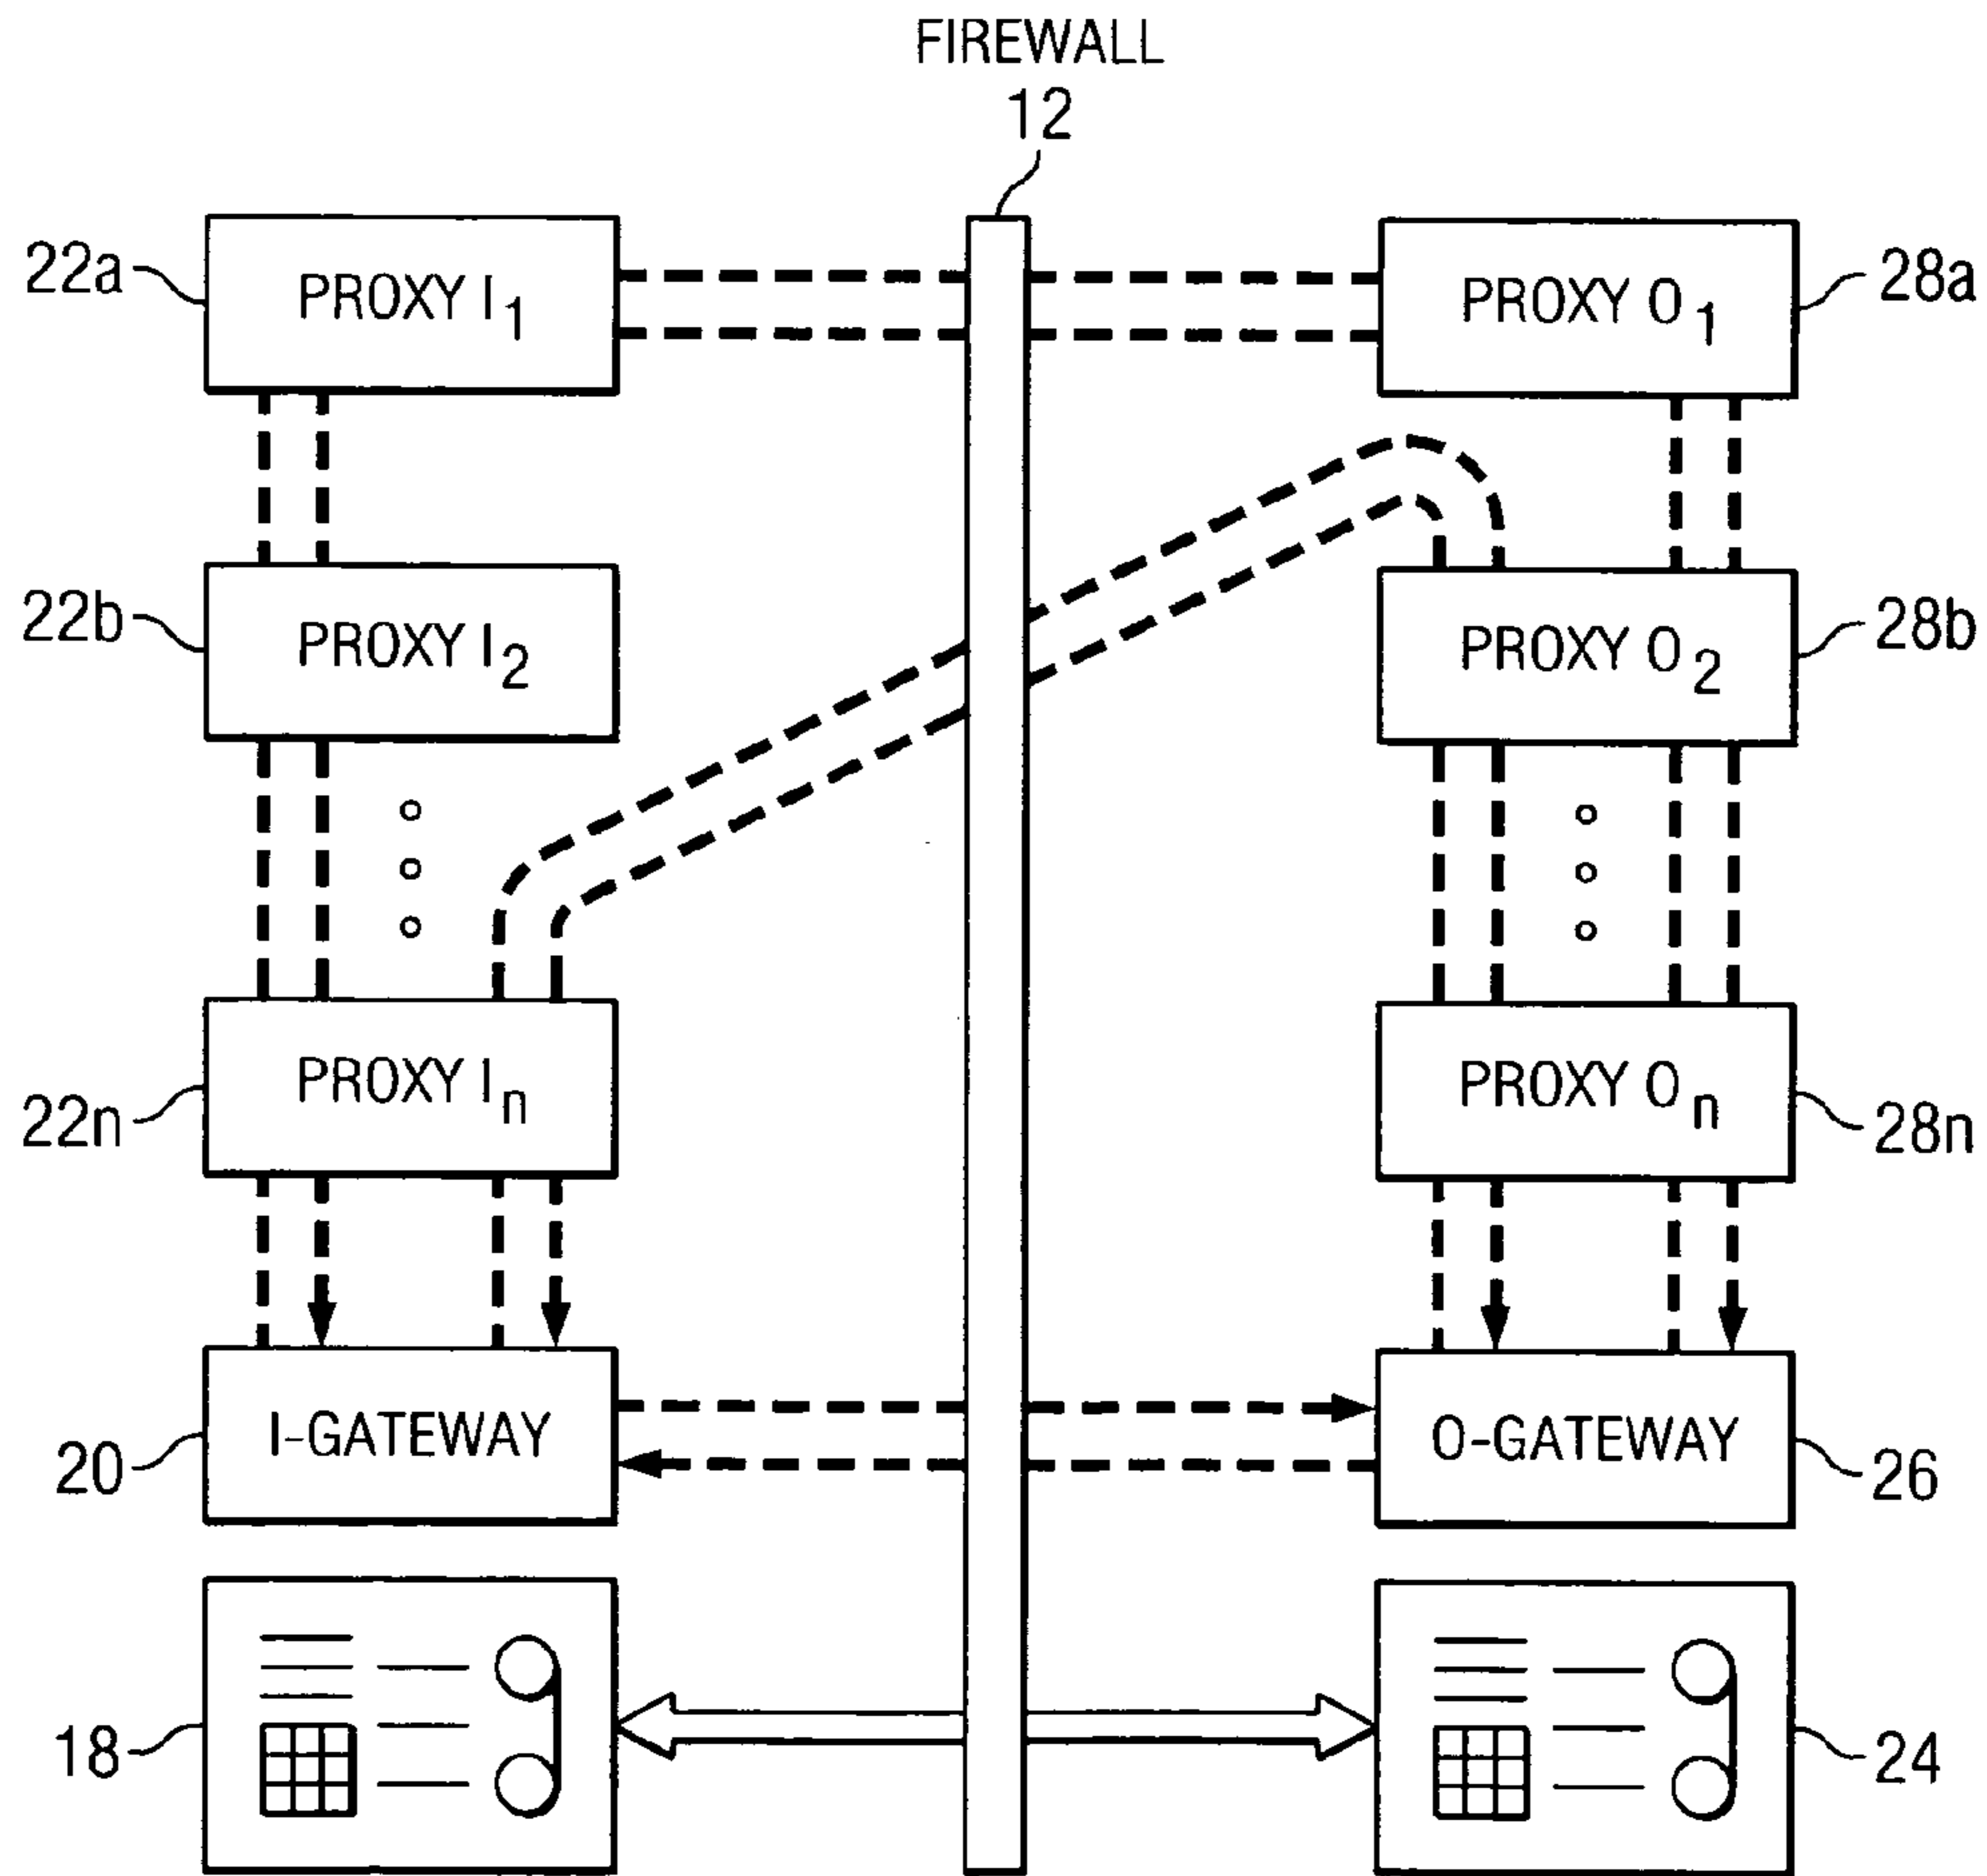 FIREWALL
12
22a
PROXY I1
PROXY O1
28a
22b
PROXY I2
PROXY O2
28b
22n
PROXY In
PROXY On
28n
20
I-GATEWAY
O-GATEWAY
26
18
24